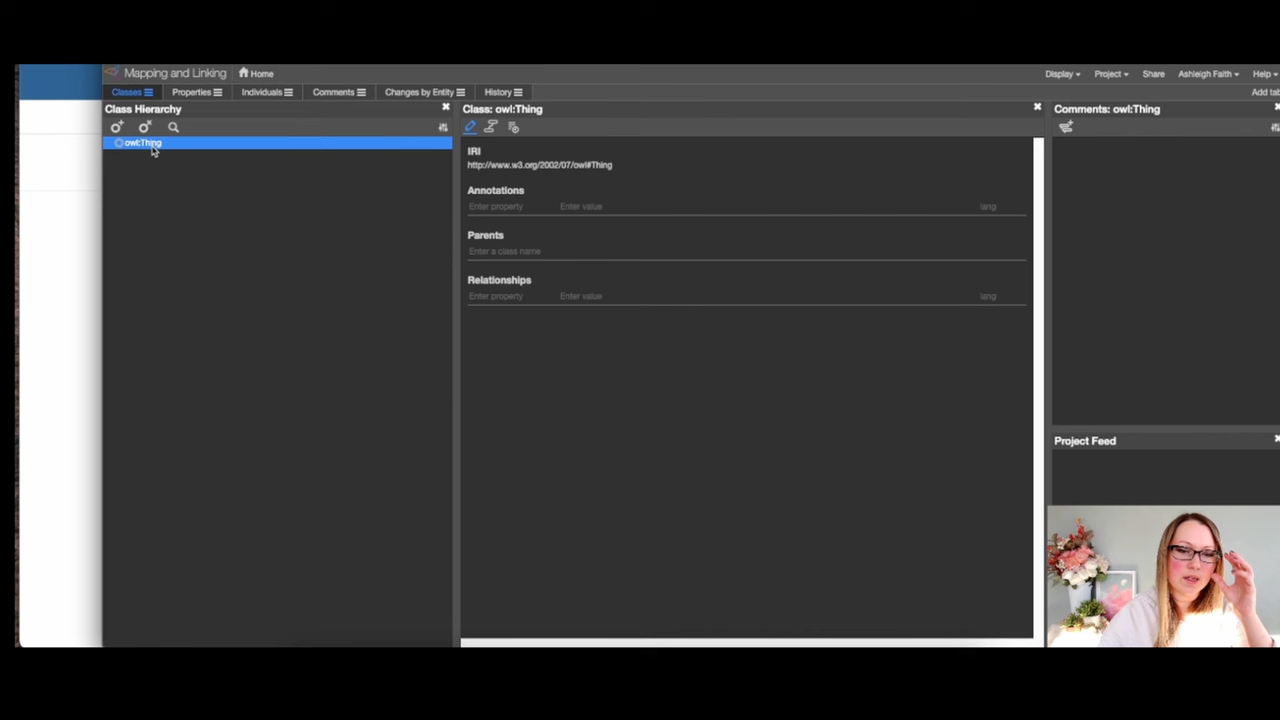 Mapping and Linking Home Display Project Share Ashleigh Faith Help
Classes Properties Individuals Comments Changes by Entity History Add tab
Class Hierarchy
owl:Thing
Class: owl:Thing
IRI
http://www.w3.org/2002/07/owl#Thing
Annotations
Enter property Enter value lang
Parents
Enter a class name
Relationships
Enter property Enter value lang
Comments: owl:Thing
Project Feed